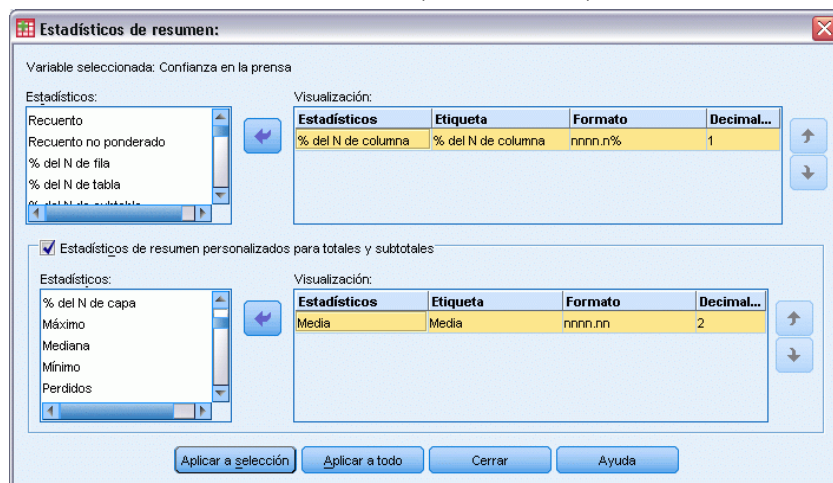 Estadísticos de resumen:
Variable seleccionada: Confianza en la prensa
Estadísticos:
Recuento
Recuento no ponderado
% del N de fila
% del N de tabla
% del N de subtabla
Visualización:
Estadísticos Etiqueta Formato Decimal...
% del N de columna % del N de columna nnnn.n% 1
Estadísticos de resumen personalizados para totales y subtotales
Estadísticos:
% del N de capa
Máximo
Mediana
Mínimo
Perdidos
Visualización:
Estadísticos Etiqueta Formato Decimal...
Media Media nnnn.nn 2
Aplicar a selección Aplicar a todo Cerrar Ayuda